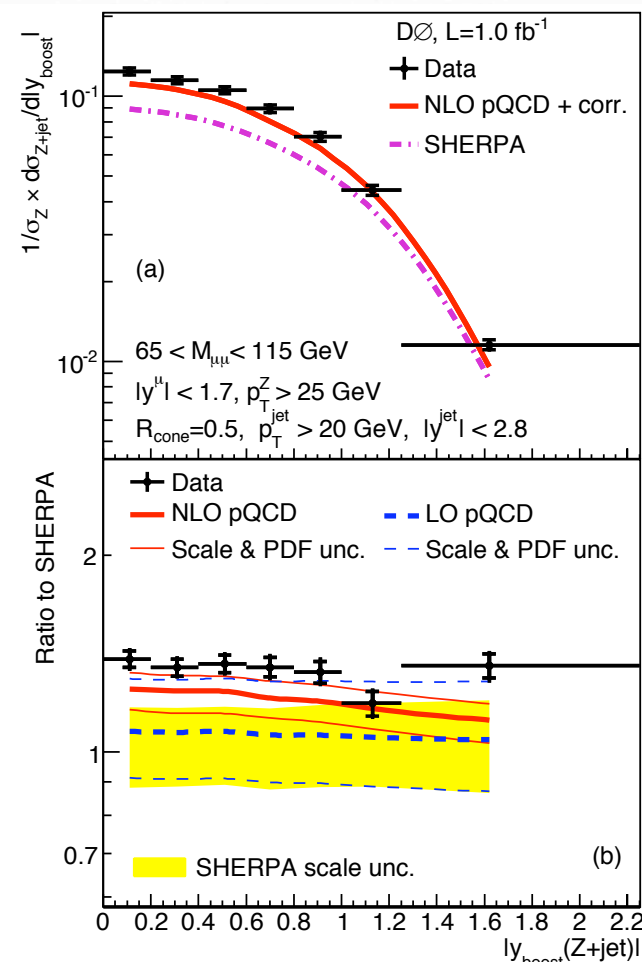 DØ, L=1.0 fb⁻¹
Data
NLO pQCD + corr.
SHERPA
1/σ_Z × dσ_Z+jet/d|y_boost|
10⁻¹
10⁻²
(a)
65 < M_μμ < 115 GeV
|y^μ| < 1.7, p_T^Z > 25 GeV
R_cone=0.5, p_T^jet > 20 GeV, |y^jet| < 2.8
Data
NLO pQCD
LO pQCD
Scale & PDF unc.
Scale & PDF unc.
Ratio to SHERPA
2
1
0.7
SHERPA scale unc.
(b)
0 0.2 0.4 0.6 0.8 1 1.2 1.4 1.6 1.8 2 2.2
|y_boost(Z+jet)|